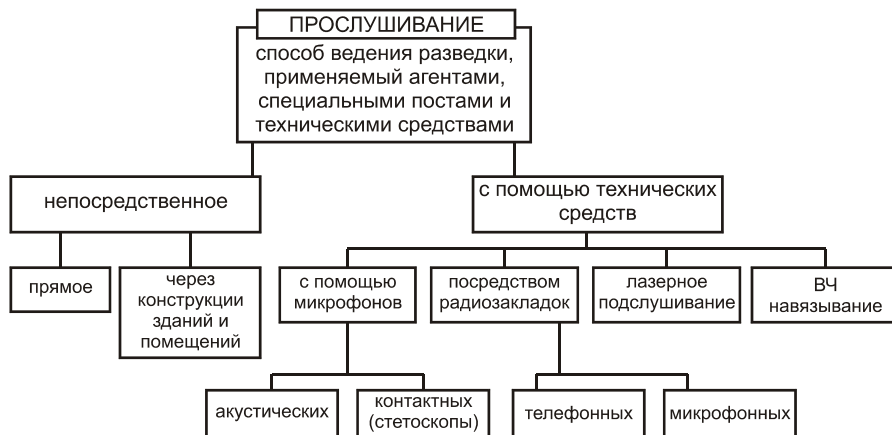 ПРОСЛУШИВАНИЕ
способ ведения разведки,
применяемый агентами,
специальными постами и
техническими средствами
непосредственное
с помощью технических
средств
прямое
через
конструкции
зданий и
помещений
с помощью
микрофонов
посредством
радиозакладок
лазерное
подслушивание
ВЧ
навязывание
акустических
контактных
(стетоскопы)
телефонных
микрофонных